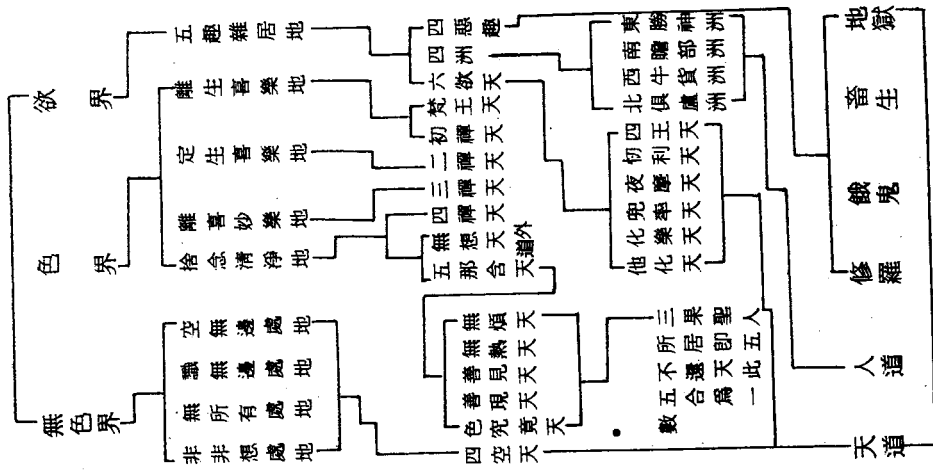 欲界
色界
無色界
五趣雜居地
離生喜樂地
定生喜樂地
離喜妙樂地
捨念清淨地
空無邊處地
識無邊處地
無所有處地
非非想處地
四惡趣
四洲
六欲天
梵王天
初禪天
二禪天
三禪天
四禪天
無想天外道
五那含天
四空天
東勝神洲
南贍部洲
西牛貨洲
北俱盧洲
四王天
忉利天
夜摩天
兜率天
化樂天
他化天
無煩天
無熱天
善見天
善現天
色究竟天
三果聖人
所居即五
不還天此
五合爲一
數
地獄
畜生
餓鬼
修羅
人道
天道